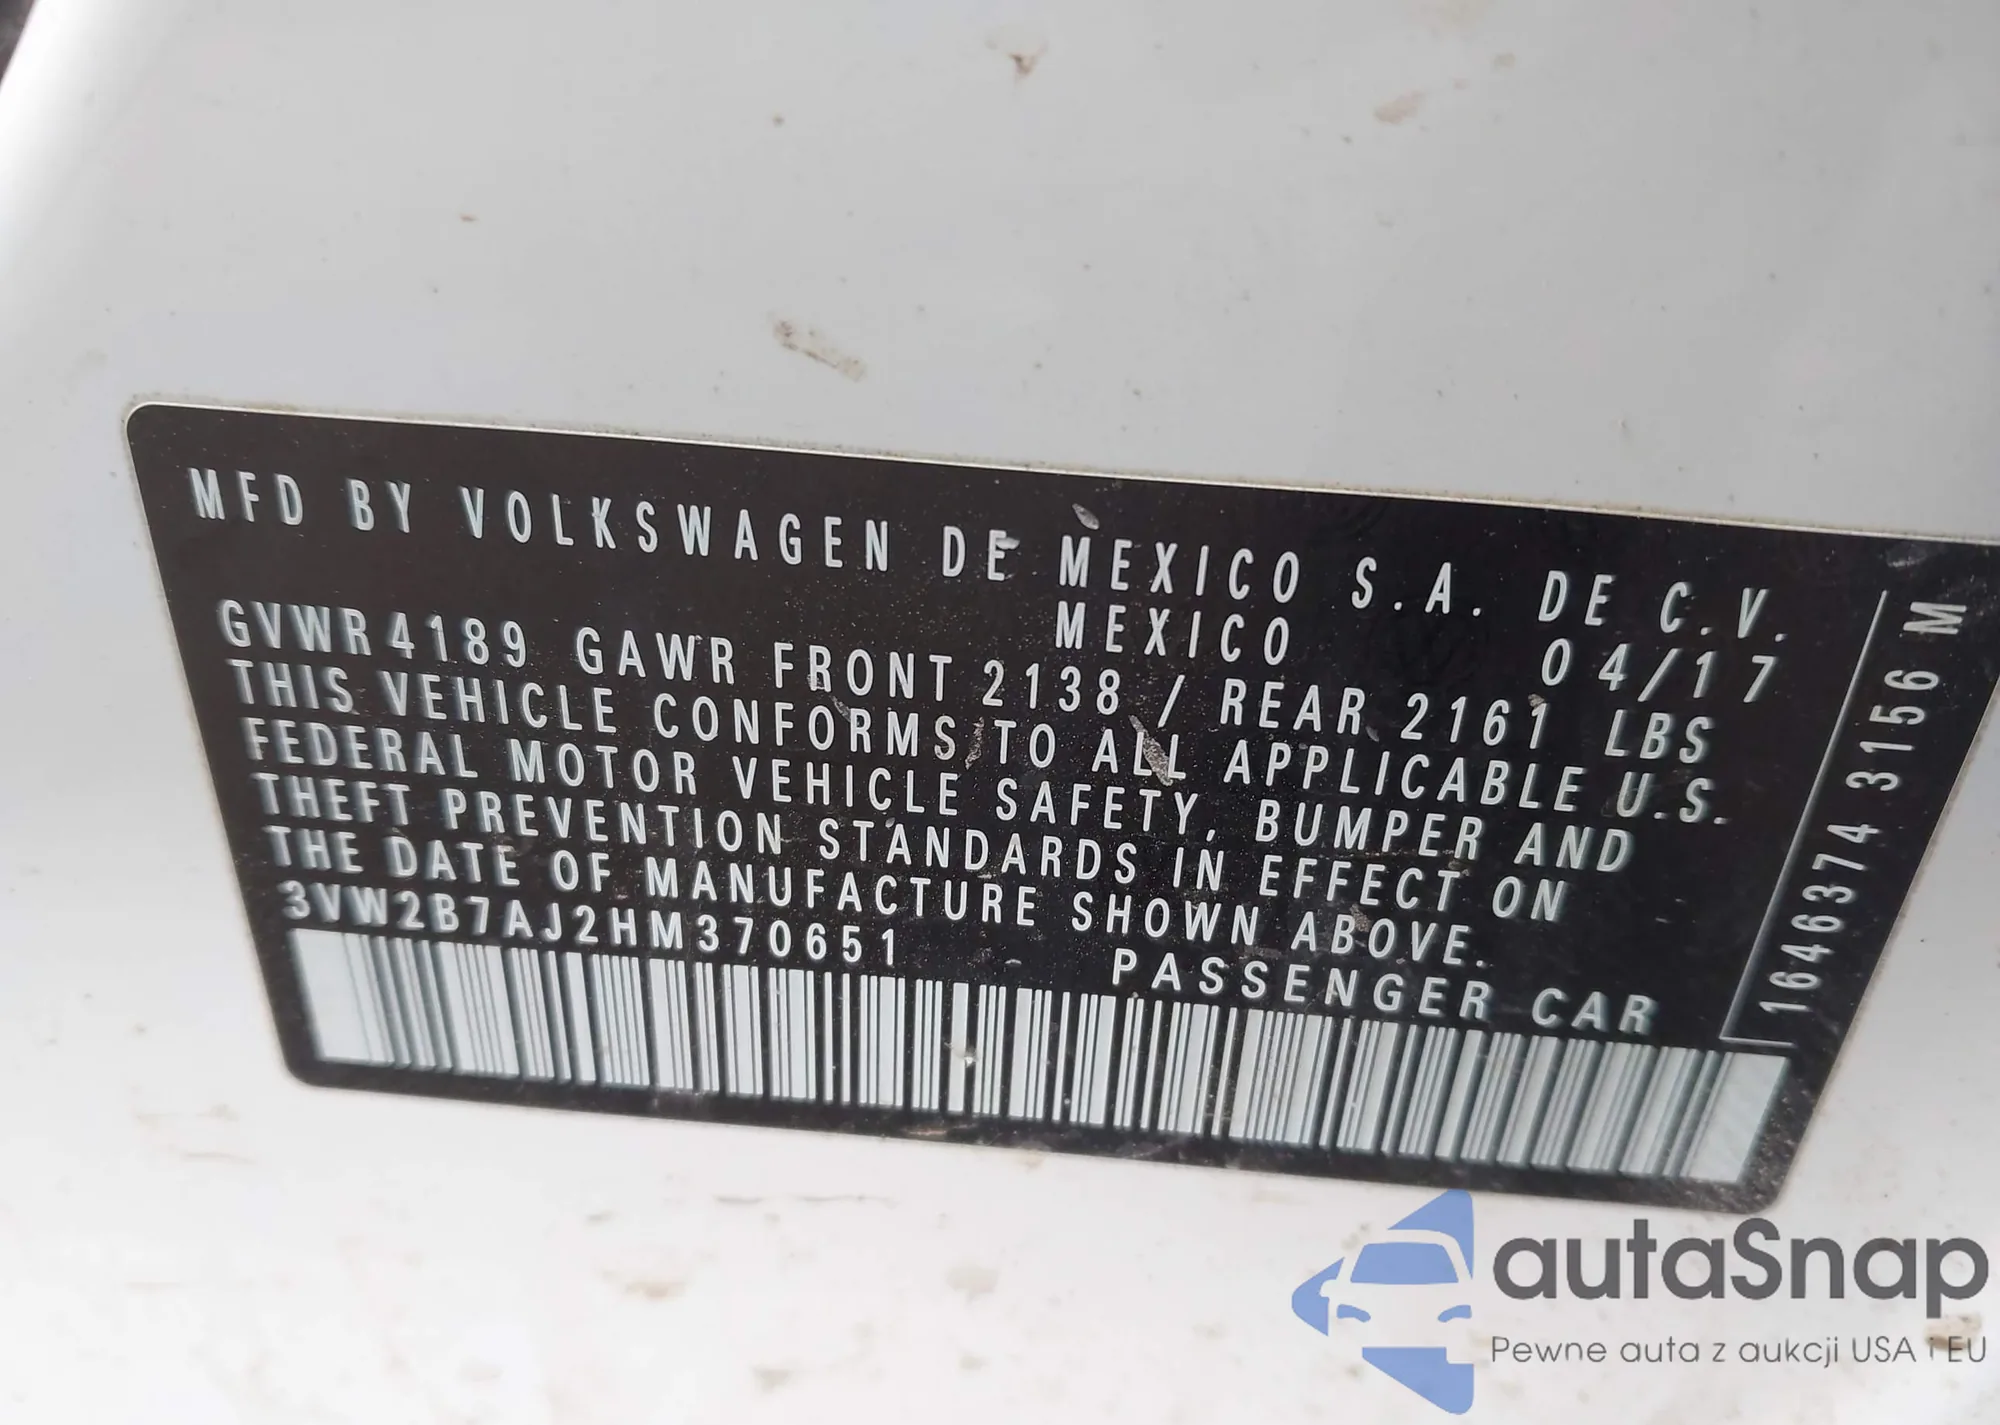 MFD BY VOLKSWAGEN DE MEXICO S.A. DE C.V.
MEXICO 04/17
GVWR 4189 GAWR FRONT 2138 / REAR 2161 LBS
THIS VEHICLE CONFORMS TO ALL APPLICABLE U.S.
FEDERAL MOTOR VEHICLE SAFETY, BUMPER AND
THEFT PREVENTION STANDARDS IN EFFECT ON
THE DATE OF MANUFACTURE SHOWN ABOVE.
3VW2B7AJ2HM370651 PASSENGER CAR
1646374 3156 M
autaSnap
Pewne auta z aukcji USA i EU